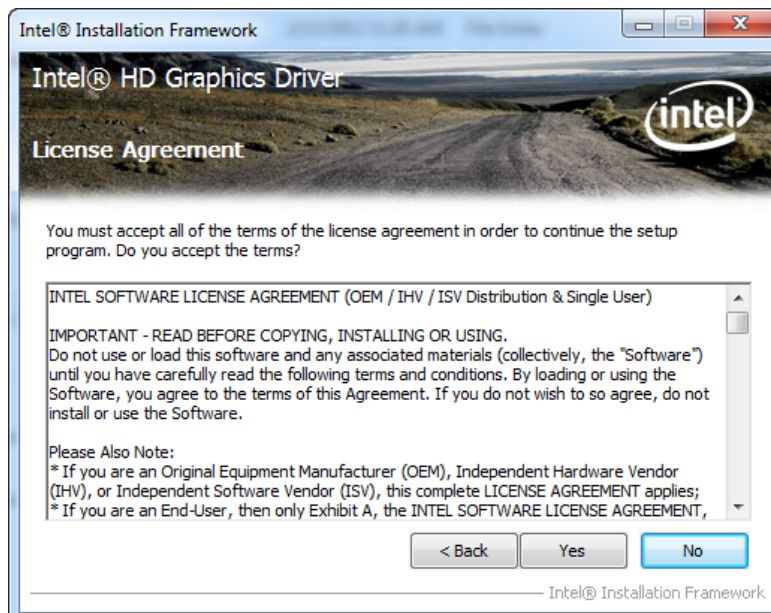 Intel® Installation Framework
Intel® HD Graphics Driver
intel
License Agreement
You must accept all of the terms of the license agreement in order to continue the setup
program. Do you accept the terms?
INTEL SOFTWARE LICENSE AGREEMENT (OEM / IHV / ISV Distribution & Single User)
IMPORTANT - READ BEFORE COPYING, INSTALLING OR USING.
Do not use or load this software and any associated materials (collectively, the "Software")
until you have carefully read the following terms and conditions. By loading or using the
Software, you agree to the terms of this Agreement. If you do not wish to so agree, do not
install or use the Software.
Please Also Note:
* If you are an Original Equipment Manufacturer (OEM), Independent Hardware Vendor
(IHV), or Independent Software Vendor (ISV), this complete LICENSE AGREEMENT applies;
* If you are an End-User, then only Exhibit A, the INTEL SOFTWARE LICENSE AGREEMENT,
< Back Yes No
Intel® Installation Framework